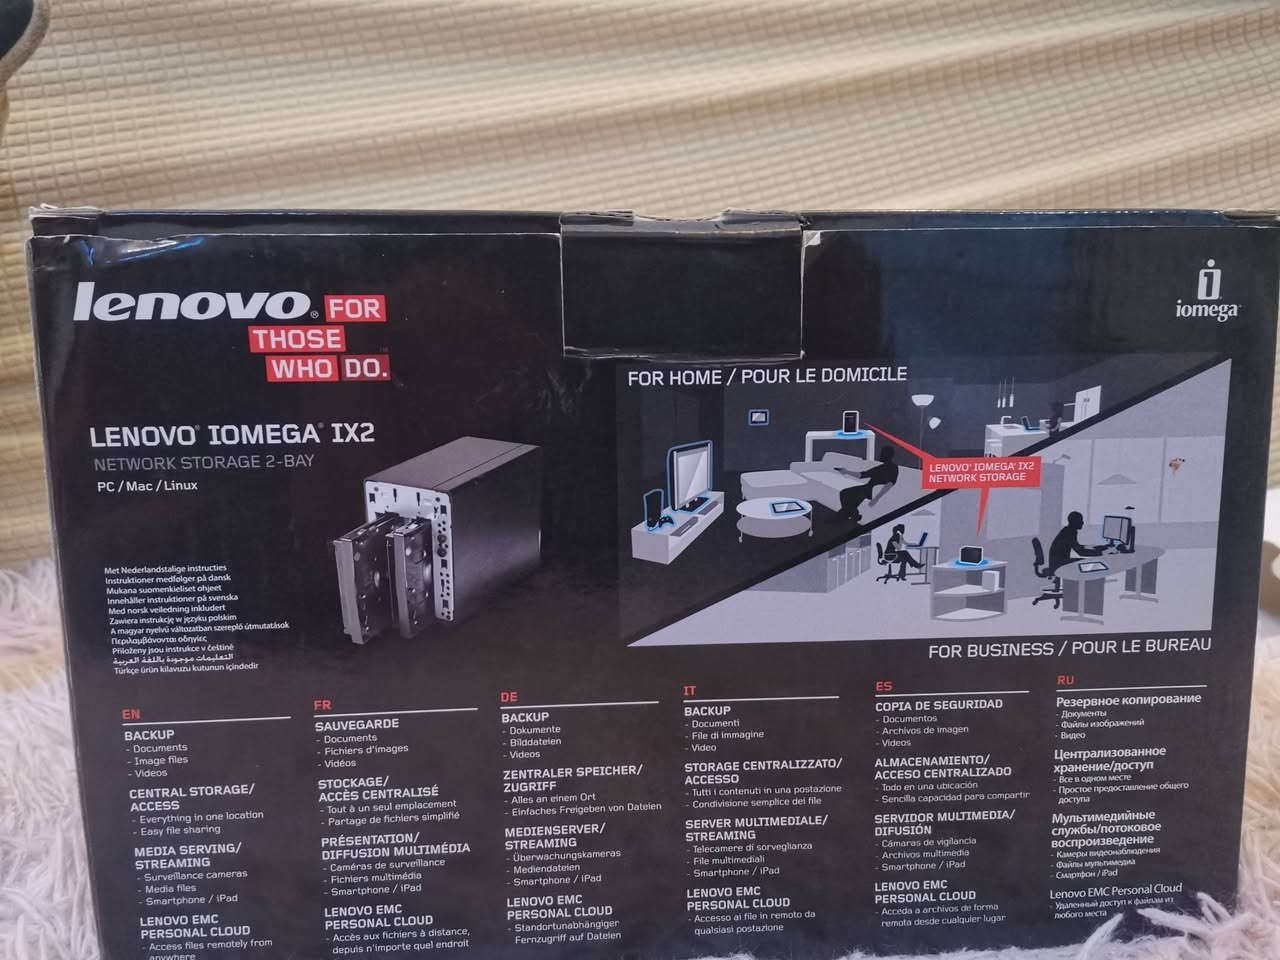 lenovo® FOR
THOSE
WHO DO.
iomega
LENOVO® IOMEGA® IX2
NETWORK STORAGE 2-BAY
PC / Mac / Linux
FOR HOME / POUR LE DOMICILE
LENOVO® IOMEGA® IX2
NETWORK STORAGE
FOR BUSINESS / POUR LE BUREAU
Met Nederlandstalige instructies
Instruktioner medfølger på dansk
Mukana suomenkieliset ohjeet
Innehåller instruktioner på svenska
Med norsk veiledning inkludert
Zawiera instrukcję w języku polskim
A magyar nyelvű változatban szereplő útmutatások
Περιλαμβάνονται οδηγίες
Přiloženy jsou instrukce v češtině
التعليمات موجودة باللغة العربية
Türkçe ürün kılavuzu kutunun içindedir
EN
BACKUP
- Documents
- Image files
- Videos
CENTRAL STORAGE/
ACCESS
- Everything in one location
- Easy file sharing
MEDIA SERVING/
STREAMING
- Surveillance cameras
- Media files
- Smartphone / iPad
LENOVO EMC
PERSONAL CLOUD
- Access files remotely from
anywhere
FR
SAUVEGARDE
- Documents
- Fichiers d'images
- Vidéos
STOCKAGE/
ACCÈS CENTRALISÉ
- Tout à un seul emplacement
- Partage de fichiers simplifié
PRÉSENTATION/
DIFFUSION MULTIMÉDIA
- Caméras de surveillance
- Fichiers multimédia
- Smartphone / iPad
LENOVO EMC
PERSONAL CLOUD
- Accès aux fichiers à distance,
depuis n'importe quel endroit
DE
BACKUP
- Dokumente
- Bilddateien
- Videos
ZENTRALER SPEICHER/
ZUGRIFF
- Alles an einem Ort
- Einfaches Freigeben von Dateien
MEDIENSERVER/
STREAMING
- Überwachungskameras
- Mediendateien
- Smartphone / iPad
LENOVO EMC
PERSONAL CLOUD
- Standortunabhängiger
Fernzugriff auf Dateien
IT
BACKUP
- Documenti
- File di immagine
- Video
STORAGE CENTRALIZZATO/
ACCESSO
- Tutti i contenuti in una postazione
- Condivisione semplice dei file
SERVER MULTIMEDIALE/
STREAMING
- Telecamere di sorveglianza
- File multimediali
- Smartphone / iPad
LENOVO EMC
PERSONAL CLOUD
- Accesso ai file in remoto da
qualsiasi postazione
ES
COPIA DE SEGURIDAD
- Documentos
- Archivos de imagen
- Videos
ALMACENAMIENTO/
ACCESO CENTRALIZADO
- Todo en una ubicación
- Sencilla capacidad para compartir
SERVIDOR MULTIMEDIA/
DIFUSIÓN
- Cámaras de vigilancia
- Archivos multimedia
- Smartphone / iPad
LENOVO EMC
PERSONAL CLOUD
- Acceda a archivos de forma
remota desde cualquier lugar
RU
Резервное копирование
- Документы
- Файлы изображений
- Видео
Централизованное
хранение/доступ
- Все в одном месте
- Простое предоставление общего
доступа
Мультимедийные
службы/потоковое
воспроизведение
- Камеры видеонаблюдения
- Файлы мультимедиа
- Смартфон / iPad
Lenovo EMC Personal Cloud
- Удаленный доступ к файлам из
любого места